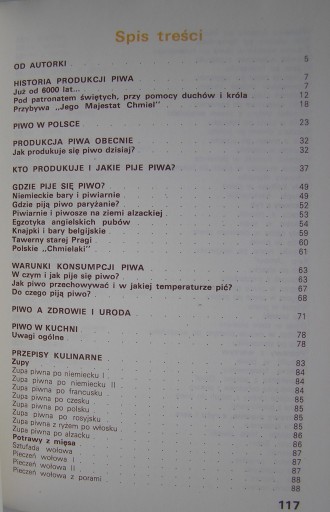 Spis treści
OD AUTORKI 5
HISTORIA PRODUKCJI PIWA 7
Już od 6000 lat... 7
Pod patronatem świętych, przy pomocy duchów i króla 12
Przybywa „Jego Majestat Chmiel” 18
PIWO W POLSCE 23
PRODUKCJA PIWA OBECNIE 32
Jak produkuje się piwo dzisiaj? 32
KTO PRODUKUJE I JAKIE PIJE PIWA? 37
GDZIE PIJE SIĘ PIWO? 49
Niemieckie bary i piwiarnie 49
Gdzie piją piwo paryżanie? 52
Piwiarnie i piwosze na ziemi alzackiej 53
Egzotyka angielskich pubów 54
Knajpki i bary belgijskie 59
Tawerny starej Pragi 60
Polskie „Chmielaki” 61
WARUNKI KONSUMPCJI PIWA 63
W czym i jak pije się piwo? 63
Jak piwo przechowywać i w jakiej temperaturze pić? 67
Do czego piją piwo? 68
PIWO A ZDROWIE I URODA 71
PIWO W KUCHNI 78
Uwagi ogólne 78
PRZEPISY KULINARNE 83
Zupy 84
Zupa piwna po niemiecku I 84
Zupa piwna po niemiecku II 84
Zupa piwna po francusku 85
Zupa piwna po czesku 85
Zupa piwna po polsku 85
Zupa piwna po rosyjsku 85
Zupa piwna z ryżem po włosku 86
Zupa piwna po alzacku 86
Potrawy z mięsa 87
Sztufada wołowa 87
Pieczeń wołowa I 87
Pieczeń wołowa II 88
Pieczeń wołowa z porami 88
117